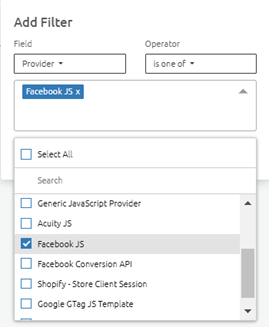 Add Filter
Field Operator
Provider is one of
Facebook JS x
Select All
Search
Generic JavaScript Provider
Acuity JS
Facebook JS
Facebook Conversion API
Shopify - Store Client Session
Google GTag JS Template